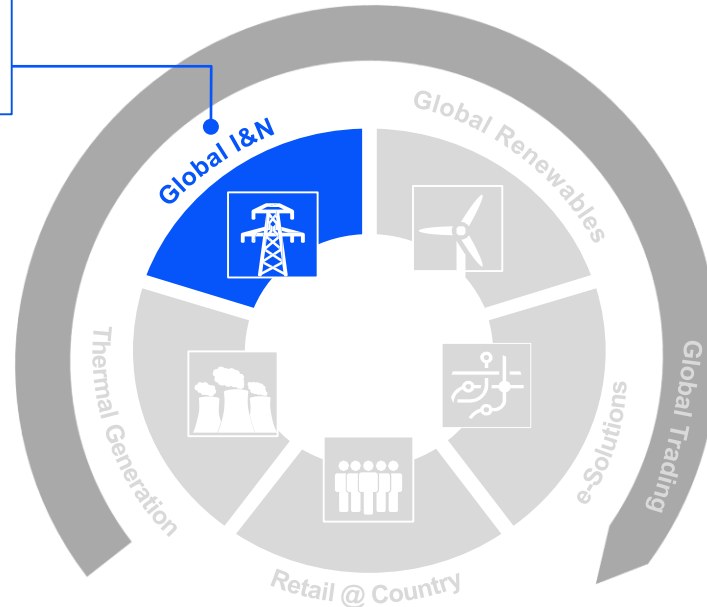 Global I&N
Global Renewables
Thermal Generation
e-Solutions
Global Trading
Retail @ Country